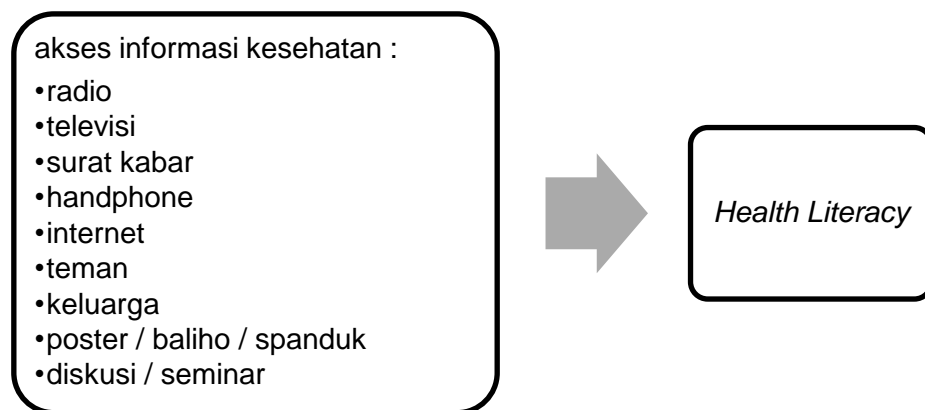 akses informasi kesehatan :
•radio
•televisi
•surat kabar
•handphone
•internet
•teman
•keluarga
•poster / baliho / spanduk
•diskusi / seminar
Health Literacy